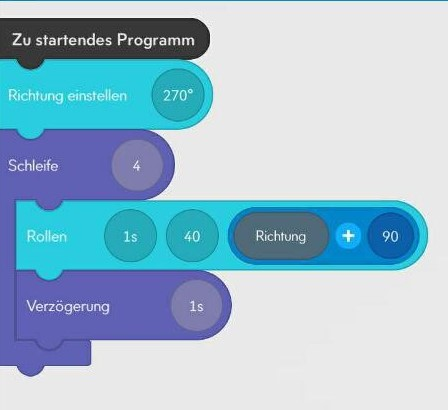 Zu startendes Programm
Richtung einstellen 270°
Schleife 4
Rollen 1s 40 Richtung + 90
Verzögerung 1s